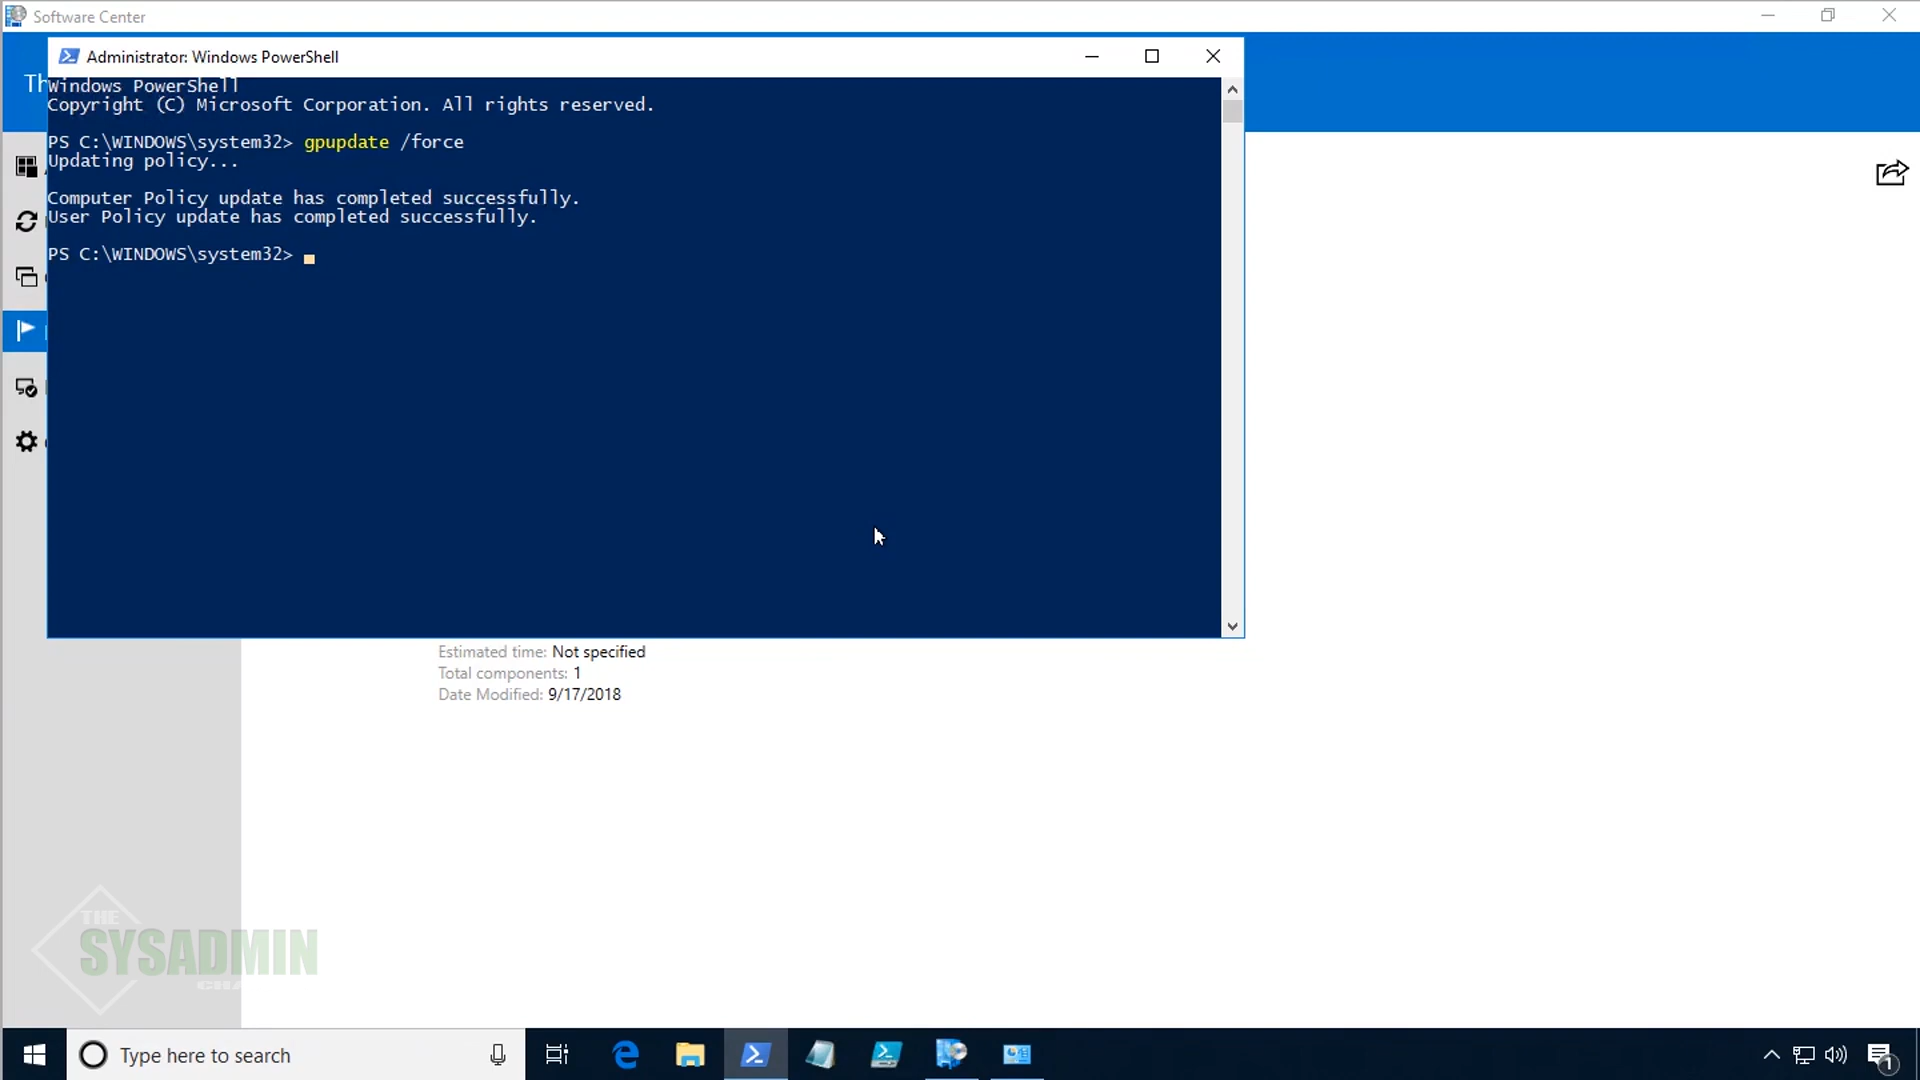 Software Center
Administrator: Windows PowerShell
Th
Windows PowerShell
Copyright (C) Microsoft Corporation. All rights reserved.
PS C:\WINDOWS\system32> gpupdate /force
Updating policy...
Computer Policy update has completed successfully.
User Policy update has completed successfully.
PS C:\WINDOWS\system32>
Estimated time: Not specified
Total components: 1
Date Modified: 9/17/2018
THE
SYSADMIN
Type here to search
1